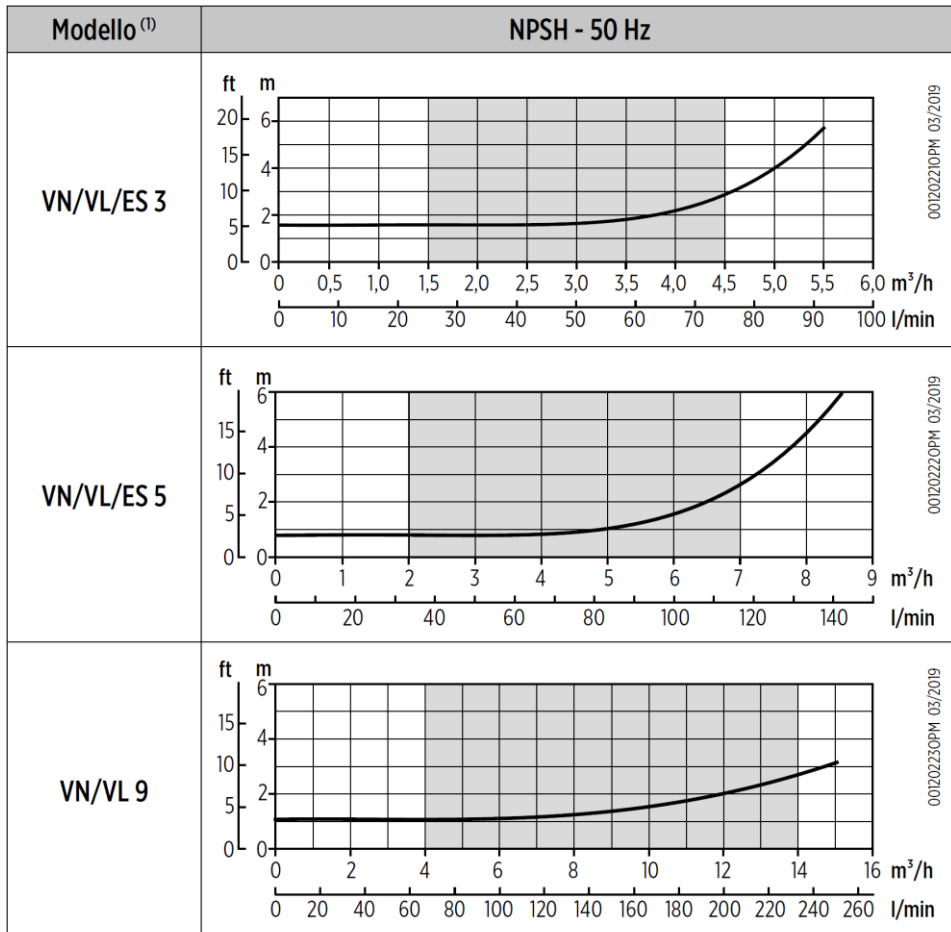 Modello (1) NPSH - 50 Hz
VN/VL/ES 3
ft m
20 6
15 4
10 2
5
0 0
0 0,5 1,0 1,5 2,0 2,5 3,0 3,5 4,0 4,5 5,0 5,5 6,0 m³/h
0 10 20 30 40 50 60 70 80 90 100 l/min
00120221OPM 03/2019
VN/VL/ES 5
ft m
6
15 4
10
5 2
0 0
0 1 2 3 4 5 6 7 8 9 m³/h
0 20 40 60 80 100 120 140 l/min
00120222OPM 03/2019
VN/VL 9
ft m
6
15 4
10
5 2
0 0
0 2 4 6 8 10 12 14 16 m³/h
0 20 40 60 80 100 120 140 160 180 200 220 240 260 l/min
00120223OPM 03/2019